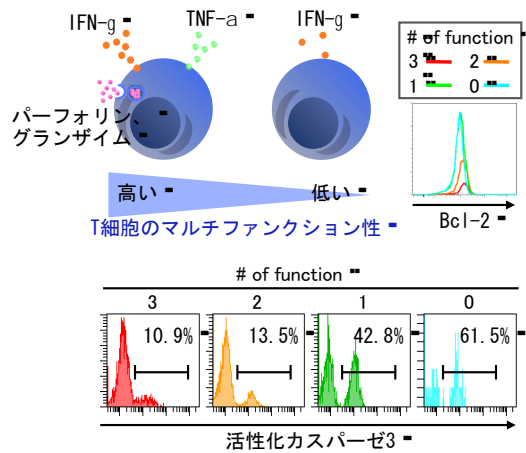 IFN-g
TNF-a
IFN-g
パーフォリン、
グランザイム
高い
低い
T細胞のマルチファンクション性
# of function
3
2
1
0
Bcl-2
# of function
3
2
1
0
10.9%
13.5%
42.8%
61.5%
活性化カスパーゼ3